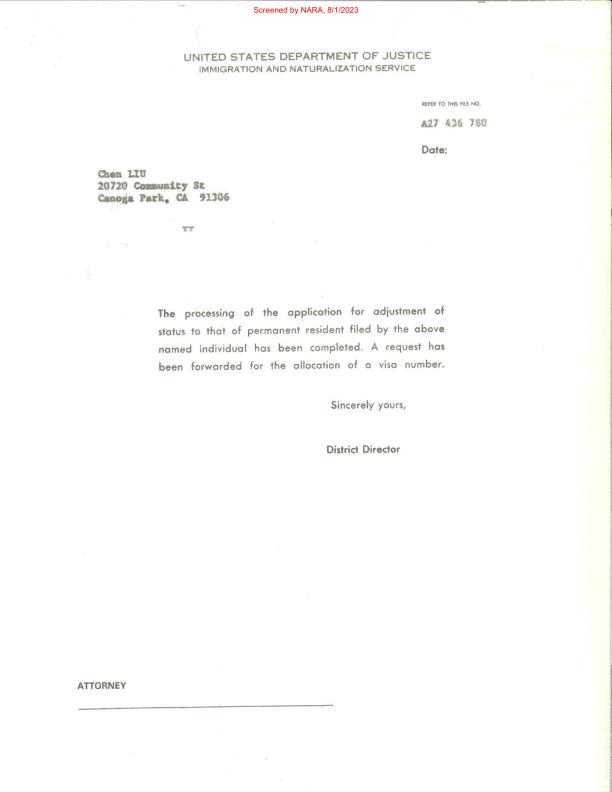 Screened by NARA, 8/1/2023
UNITED STATES DEPARTMENT OF JUSTICE
IMMIGRATION AND NATURALIZATION SERVICE
REFER TO THIS FILE NO.
A27 436 780
Date:
Chen LIU
20720 Community St
Canoga Park, CA 91306
The processing of the application for adjustment of
status to that of permanent resident filed by the above
named individual has been completed. A request has
been forwarded for the allocation of a visa number.
Sincerely yours,
District Director
ATTORNEY